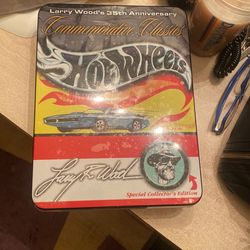 Larry Wood's 35th Anniversary
Commemorative Classics
Hot Wheels
Larry R Wood
Special Collector's Edition